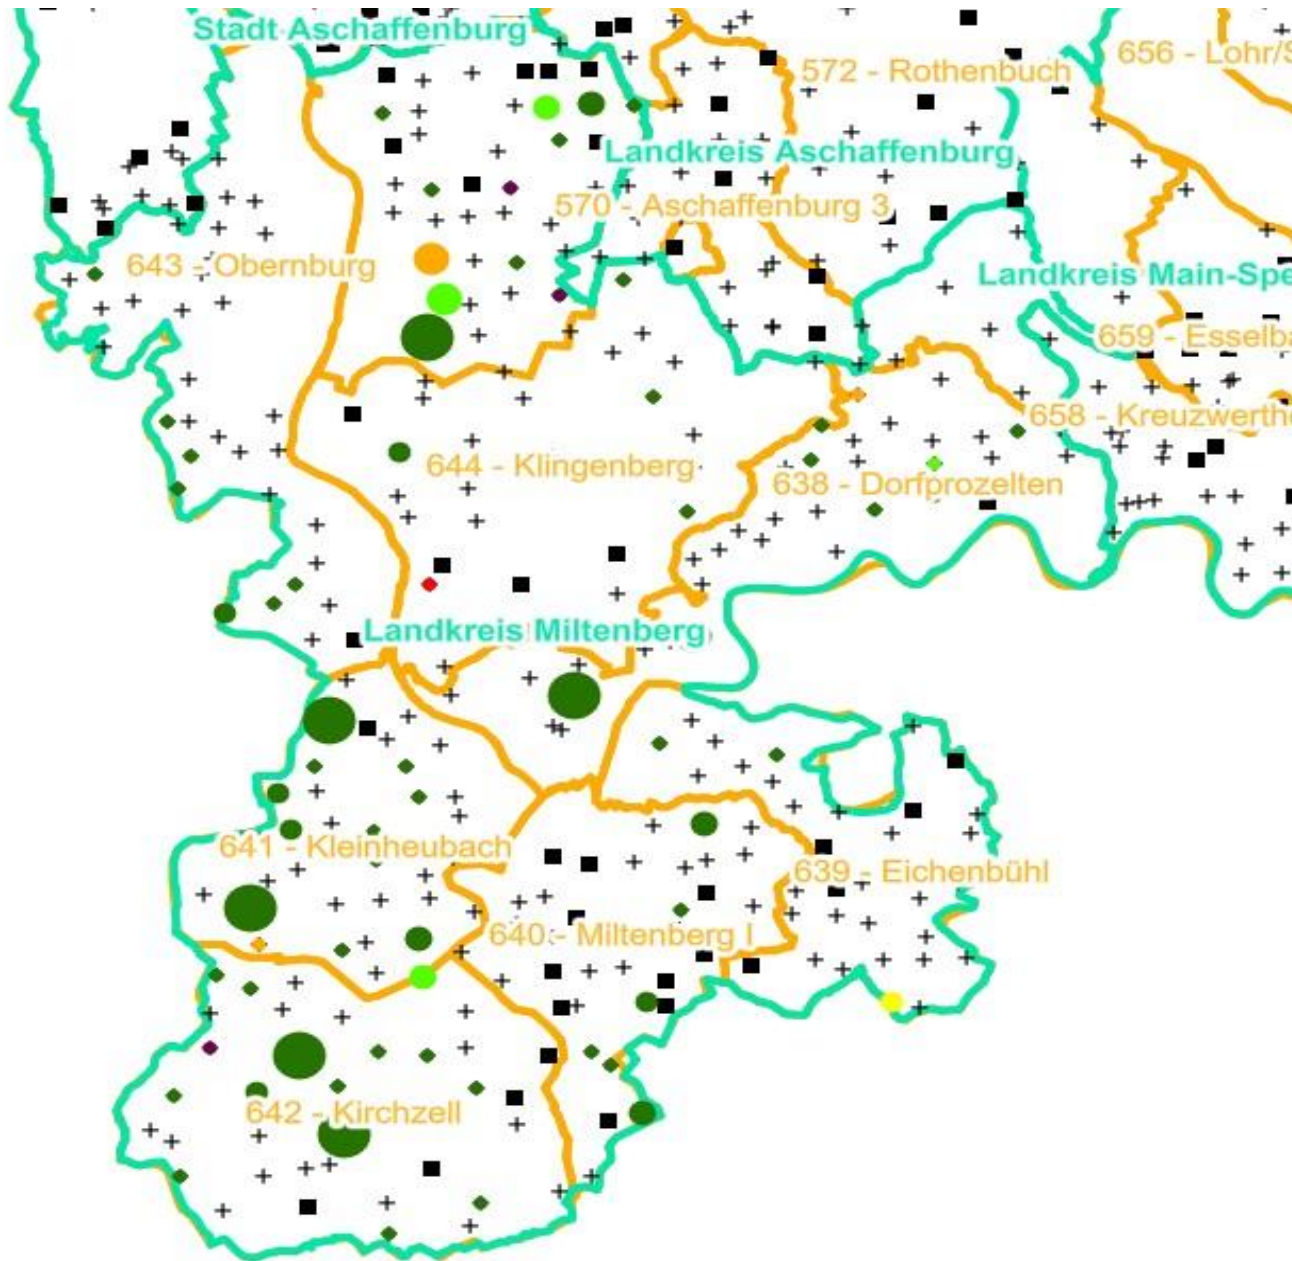 Stadt Aschaffenburg
656 - Lohr/S
572 - Rothenbuch
Landkreis Aschaffenburg
570 - Aschaffenburg 3
643 - Obernburg
Landkreis Main-Spe
659 - Esselba
658 - Kreuzwerthe
644 - Klingenberg
638 - Dorfprozelten
Landkreis Miltenberg
641 - Kleinheubach
639 - Eichenbühl
640 - Miltenberg I
642 - Kirchzell